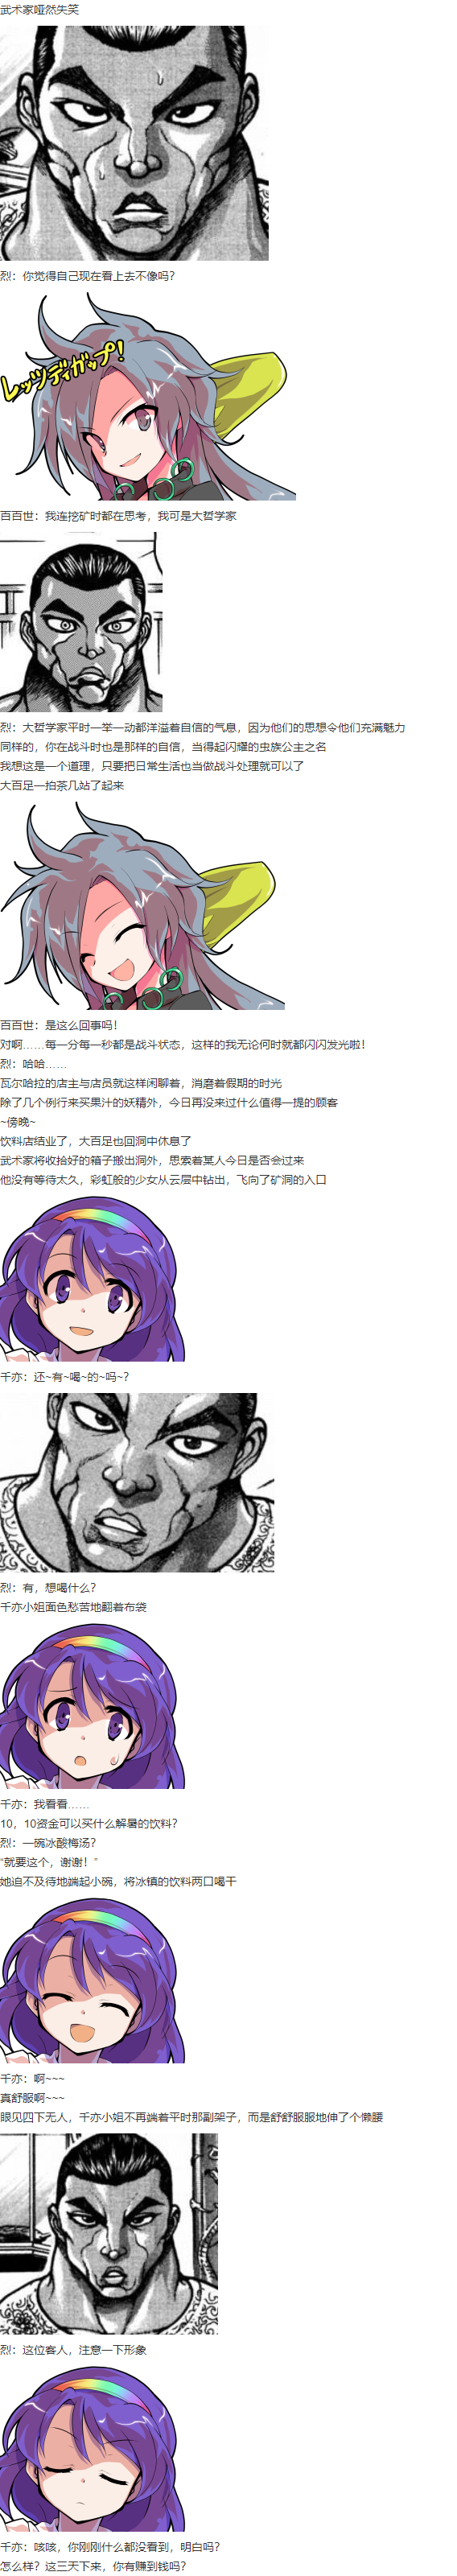 武术家哑然失笑
烈：你觉得自己现在看上去不像吗？
レッツディガップ！
百百世：我连挖矿时都在思考，我可是大哲学家
烈：大哲学家平时一举一动都洋溢着自信的气息，因为他们的思想令他们充满魅力
同样的，你在战斗时也是那样的自信，当得起闪耀的虫族公主之名
我想这是一个道理，只要把日常生活也当做战斗处理就可以了
大百足一拍茶几站了起来
百百世：是这么回事吗！
对啊……每一分每一秒都是战斗状态，这样的我无论何时就都闪闪发光啦！
烈：哈哈……
瓦尔哈拉的店主与店员就这样闲聊着，消磨着假期的时光
除了几个例行来买果汁的妖精外，今日再没来过什么值得一提的顾客
~傍晚~
饮料店结业了，大百足也回洞中休息了
武术家将收拾好的箱子搬出洞外，思索着某人今日是否会过来
他没有等待太久，彩虹般的少女从云层中钻出，飞向了矿洞的入口
千亦：还~有~喝~的~吗~？
烈：有，想喝什么？
千亦小姐面色愁苦地翻着布袋
千亦：我看看……
10，10资金可以买什么解暑的饮料？
烈：一碗冰酸梅汤？
“就要这个，谢谢！”
她迫不及待地端起小碗，将冰镇的饮料两口喝干
千亦：啊~~~
真舒服啊~~~
眼见四下无人，千亦小姐不再端着平时那副架子，而是舒舒服服地伸了个懒腰
烈：这位客人，注意一下形象
千亦：咳咳，你刚刚什么都没看到，明白吗？
怎么样？这三天下来，你有赚到钱吗？